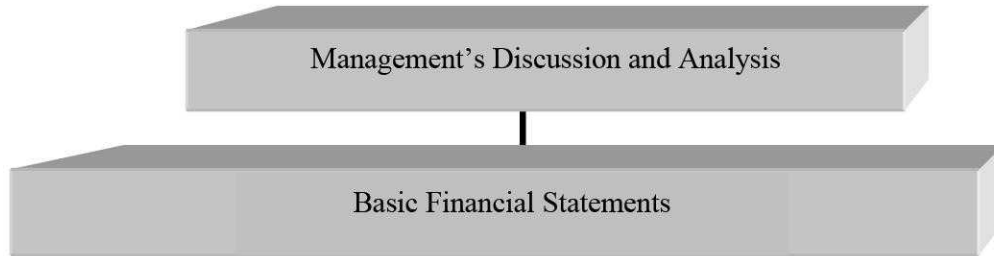 Management’s Discussion and Analysis
Basic Financial Statements